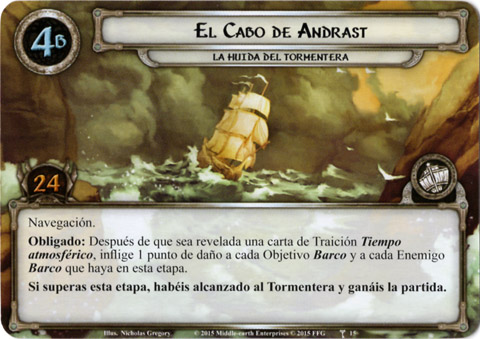 4B
El Cabo de Andrast
La huida del Tormentera
24
Navegación.
Obligado: Después de que sea revelada una carta de Traición Tiempo
atmosférico, inflige 1 punto de daño a cada Objetivo Barco y a cada Enemigo
Barco que haya en esta etapa.
Si superas esta etapa, habéis alcanzado al Tormentera y ganáis la partida.
Illus. Nicholas Gregory © 2015 Middle-earth Enterprises © 2015 FFG 15